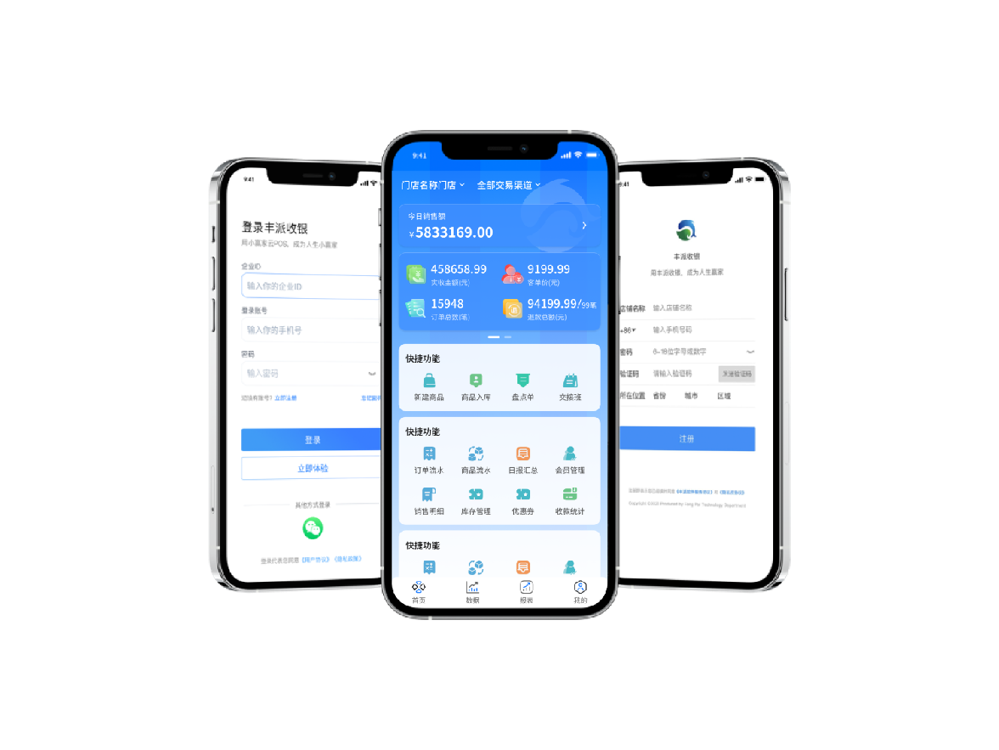 9:41
登录丰派收银
用小赢家云POS，成为人生小赢家
企业ID
输入你的企业ID
登录账号
输入你的手机号
密码
输入密码
立即注册
登录
立即体验
其他方式登录
登录代表您同意《用户协议》《隐私政策》
9:41
门店名称门店 全部交易渠道
今日销售额
¥5833169.00
458658.99
实收金额(元)
9199.99
客单价(元)
15948
订单总数(笔)
94199.99/99笔
退款总额(元)
快捷功能
新建商品 商品入库 盘点单 交接班
快捷功能
订单流水 商品流水 日报汇总 会员管理
销售明细 库存管理 优惠券 收款统计
快捷功能
首页 数据 报表 我的
9:41
丰派收银
用丰派收银，成为人生赢家
店铺名称 输入店铺名称
+86 输入手机号码
密码 6-18位字母或数字
验证码 请输入验证码 发送验证码
所在位置 省份 城市 区域
注册